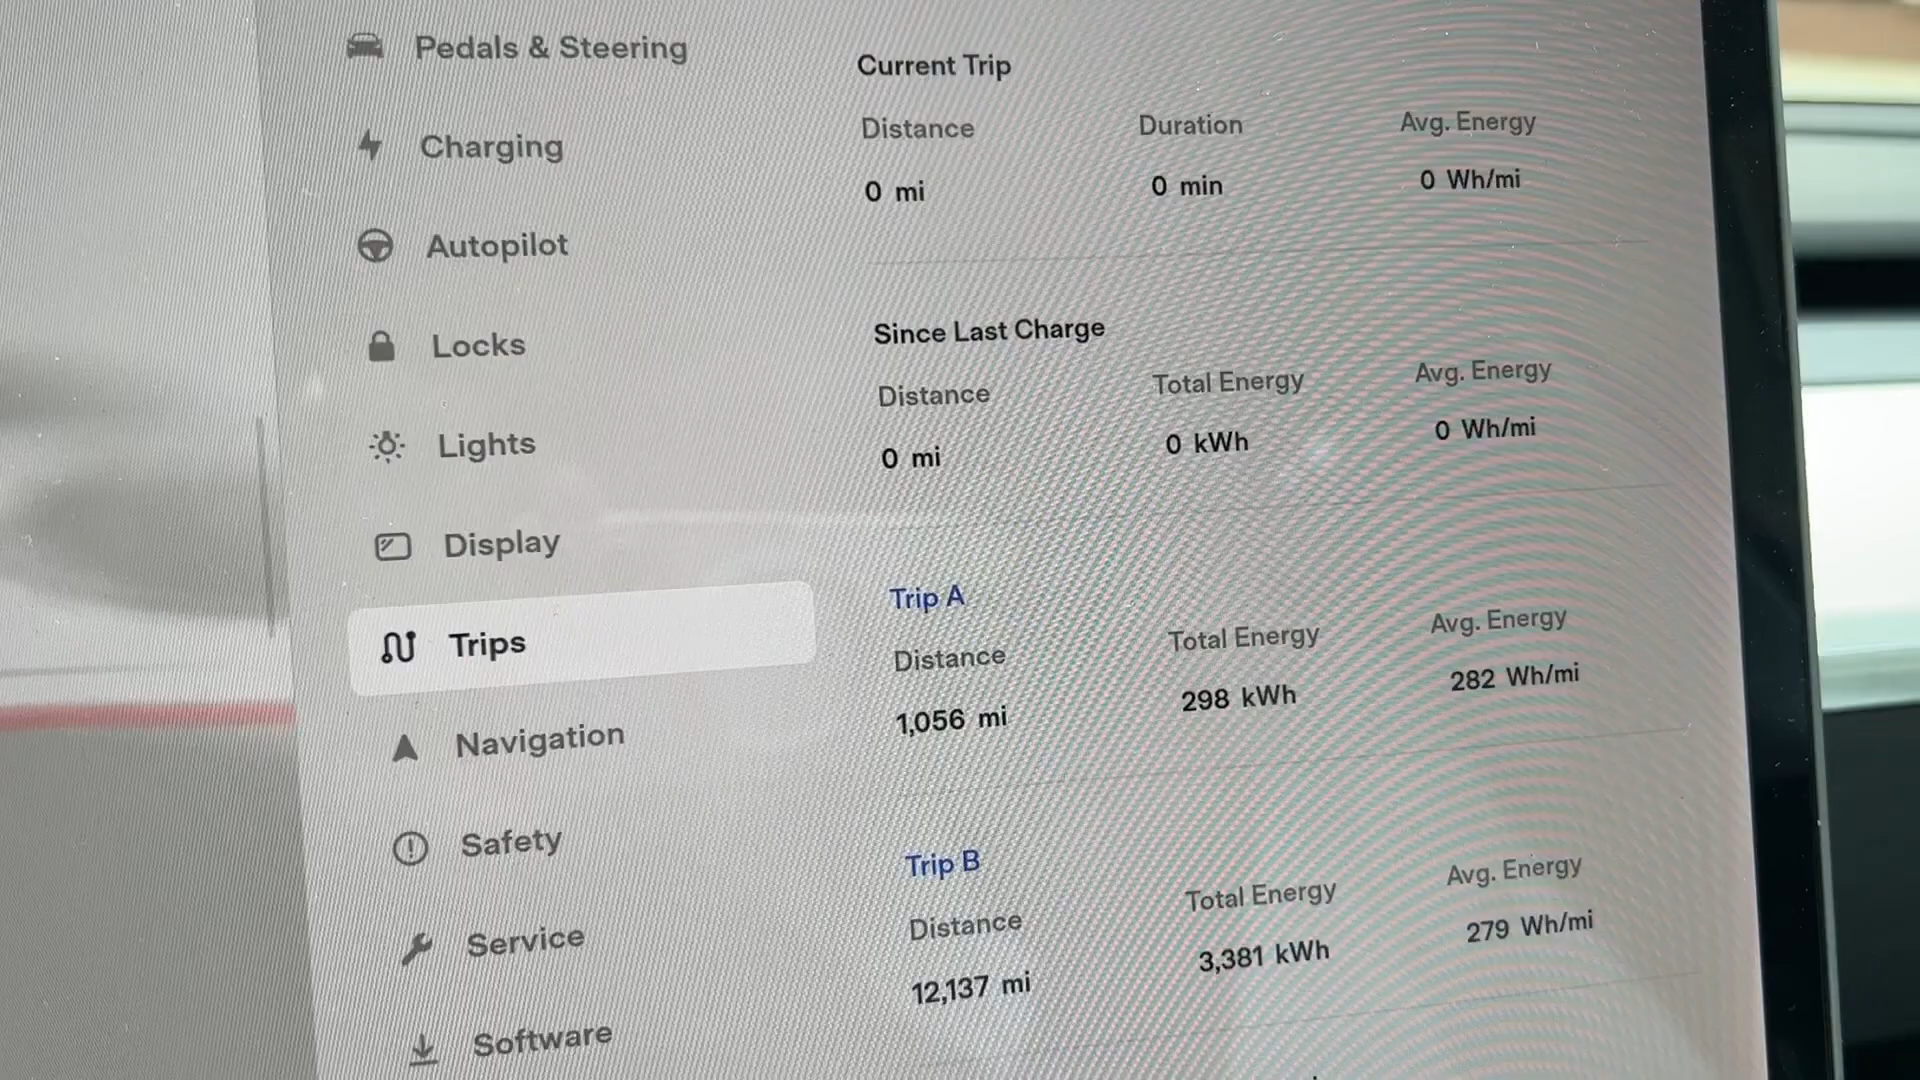 Pedals & Steering
Charging
Autopilot
Locks
Lights
Display
Trips
Navigation
Safety
Service
Software
Current Trip
Distance Duration Avg. Energy
0 mi 0 min 0 Wh/mi
Since Last Charge
Distance Total Energy Avg. Energy
0 mi 0 kWh 0 Wh/mi
Trip A
Distance Total Energy Avg. Energy
1,056 mi 298 kWh 282 Wh/mi
Trip B
Distance Total Energy Avg. Energy
12,137 mi 3,381 kWh 279 Wh/mi